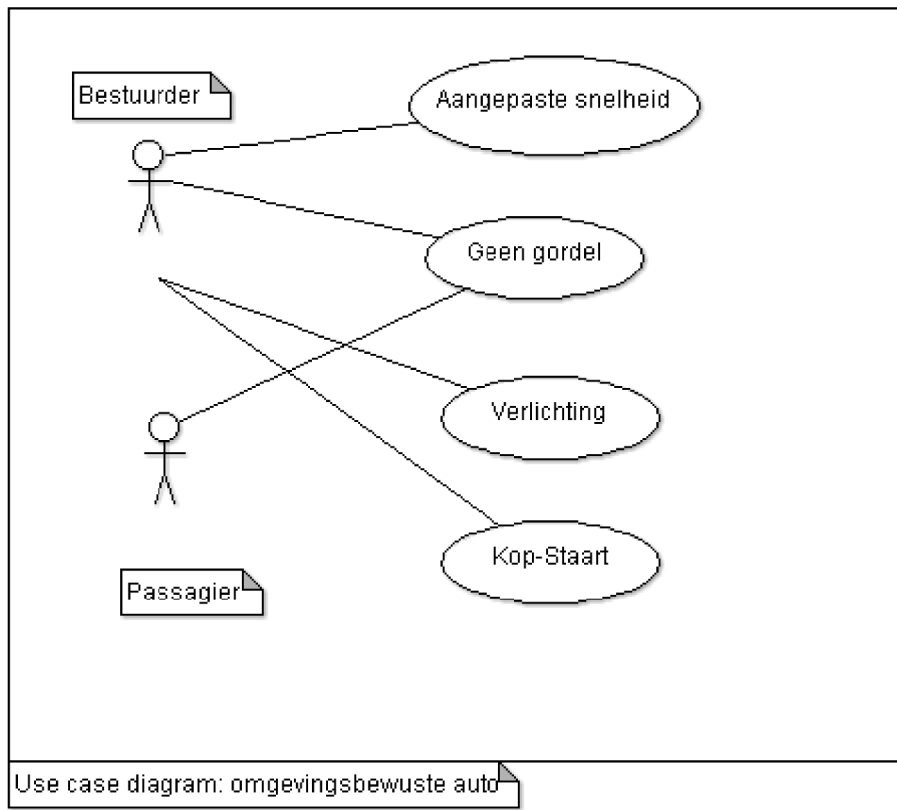 Bestuurder
Aangepaste snelheid
Geen gordel
Verlichting
Kop-Staart
Passagier
Use case diagram: omgevingsbewuste auto